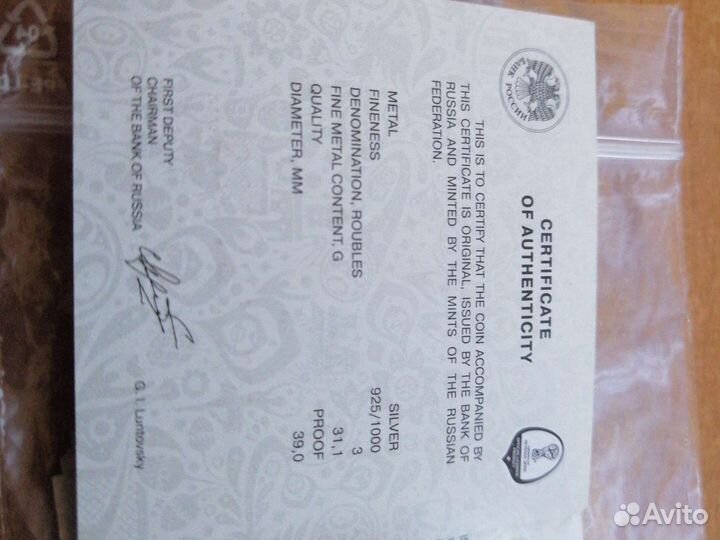 БАНК РОССИИ
CERTIFICATE
OF AUTHENTICITY
THIS IS TO CERTIFY THAT THE COIN ACCOMPANIED BY
THIS CERTIFICATE IS ORIGINAL, ISSUED BY THE BANK OF
RUSSIA AND MINTED BY THE MINTS OF THE RUSSIAN
FEDERATION.
METAL SILVER
FINENESS 925/1000
DENOMINATION, ROUBLES 3
FINE METAL CONTENT, G 31,1
QUALITY PROOF
DIAMETER, MM 39,0
FIRST DEPUTY
CHAIRMAN
OF THE BANK OF RUSSIA G. I. Luntovsky
Avito